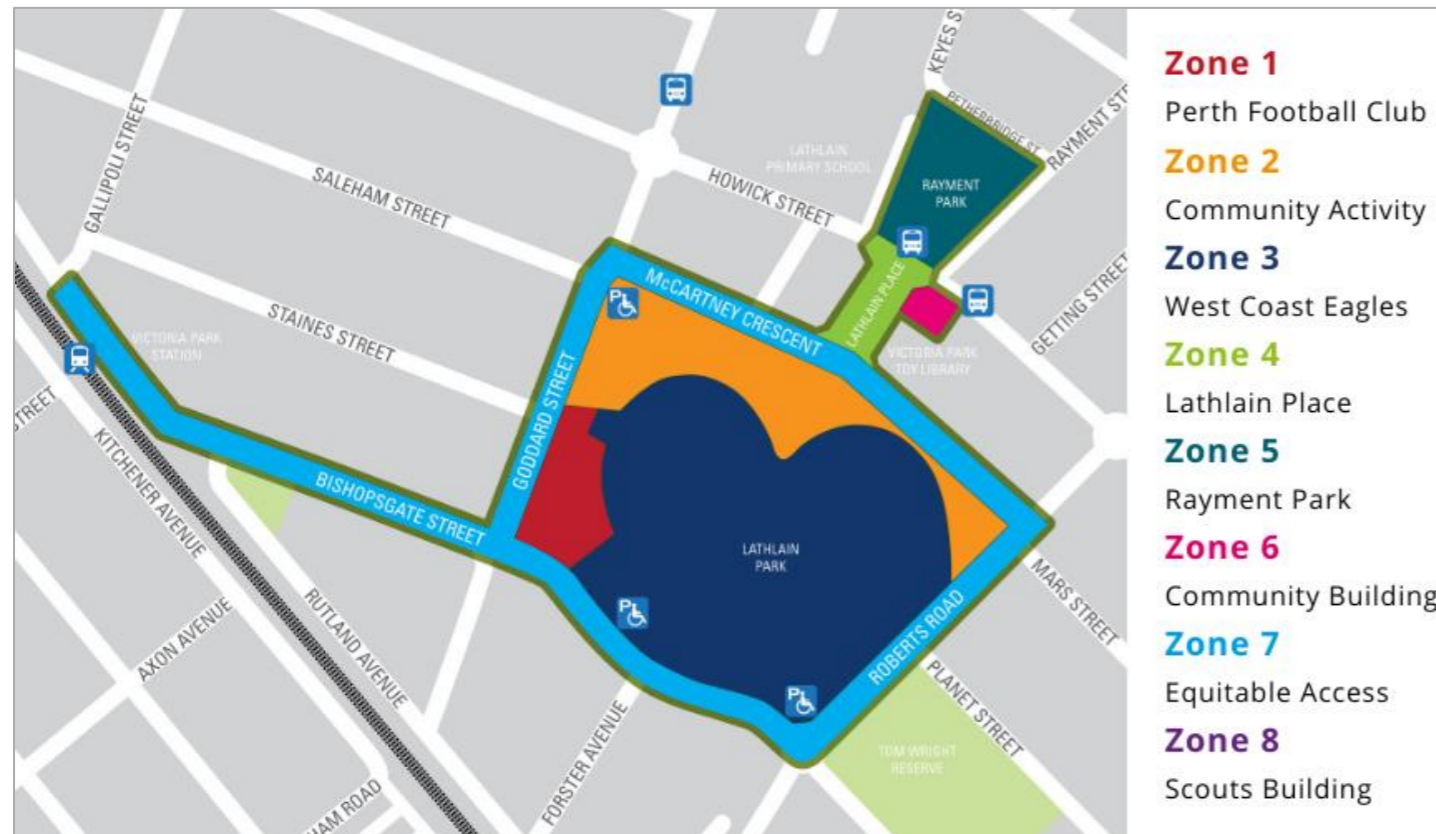 KEYES S
PETHERBRIDGE ST
RAYMENT STR
GALLIPOLI STREET
LATHLAIN
PRIMARY SCHOOL
HOWICK STREET
RAYMENT
PARK
SALEHAM STREET
McCARTNEY CRESCENT
LATHLAIN PLACE
GETTING STREET
STAINES STREET
VICTORIA PARK
STATION
VICTORIA PARK
TOY LIBRARY
GODDARD STREET
STREET
KITCHENER AVENUE
BISHOPSGATE STREET
LATHLAIN
PARK
MARS STREET
AXON AVENUE
RUTLAND AVENUE
ROBERTS ROAD
PLANET STREET
FORSTER AVENUE
TOM WRIGHT
RESERVE
HAM ROAD
P
P
P
Zone 1
Perth Football Club
Zone 2
Community Activity
Zone 3
West Coast Eagles
Zone 4
Lathlain Place
Zone 5
Rayment Park
Zone 6
Community Building
Zone 7
Equitable Access
Zone 8
Scouts Building